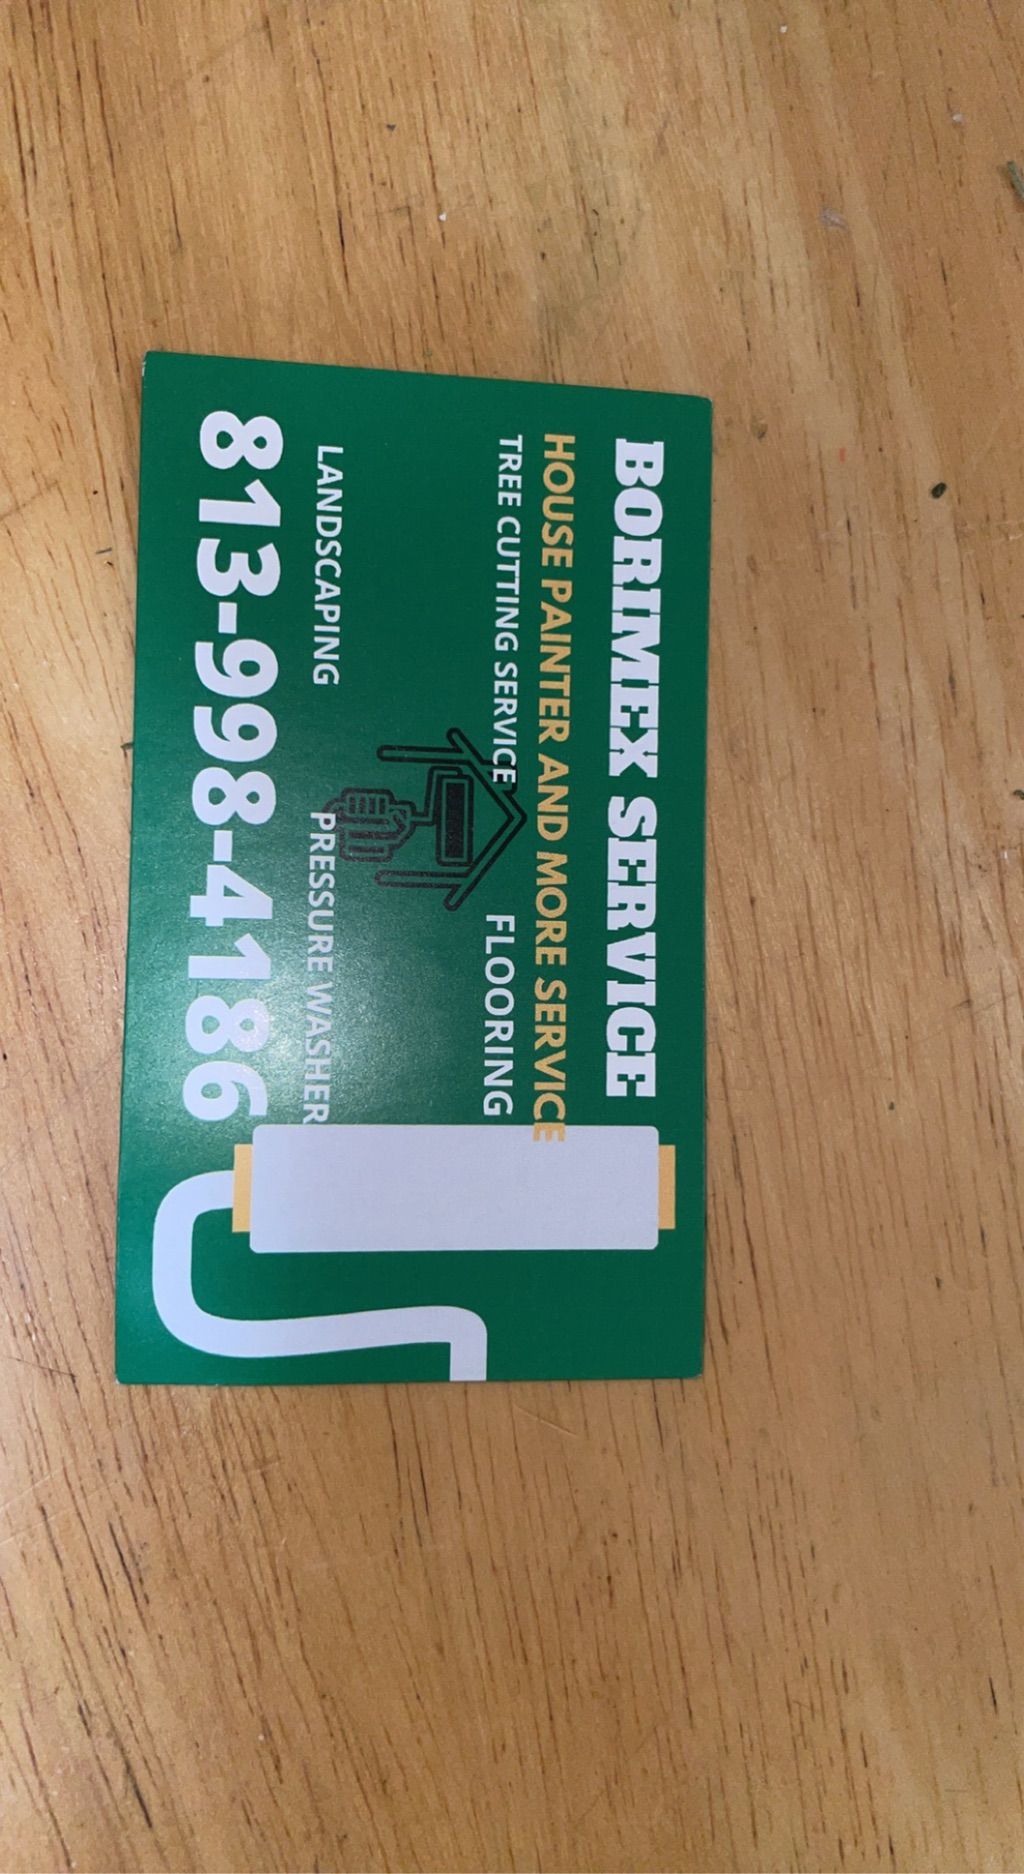 BORIMEX SERVICE
HOUSE PAINTER AND MORE SERVICE
TREE CUTTING SERVICE
FLOORING
LANDSCAPING
PRESSURE WASHER
813-998-4186